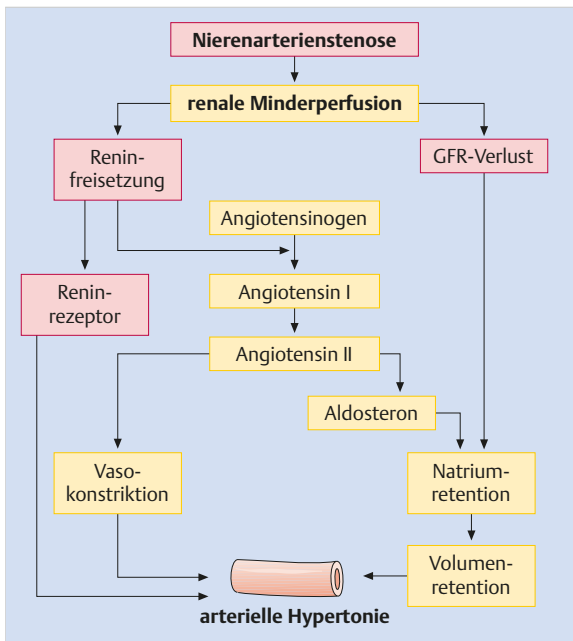 Nierenarterienstenose
renale Minderperfusion
Renin-
freisetzung
GFR-Verlust
Angiotensinogen
Renin-
rezeptor
Angiotensin I
Angiotensin II
Aldosteron
Vaso-
konstriktion
Natrium-
retention
Volumen-
retention
arterielle Hypertonie